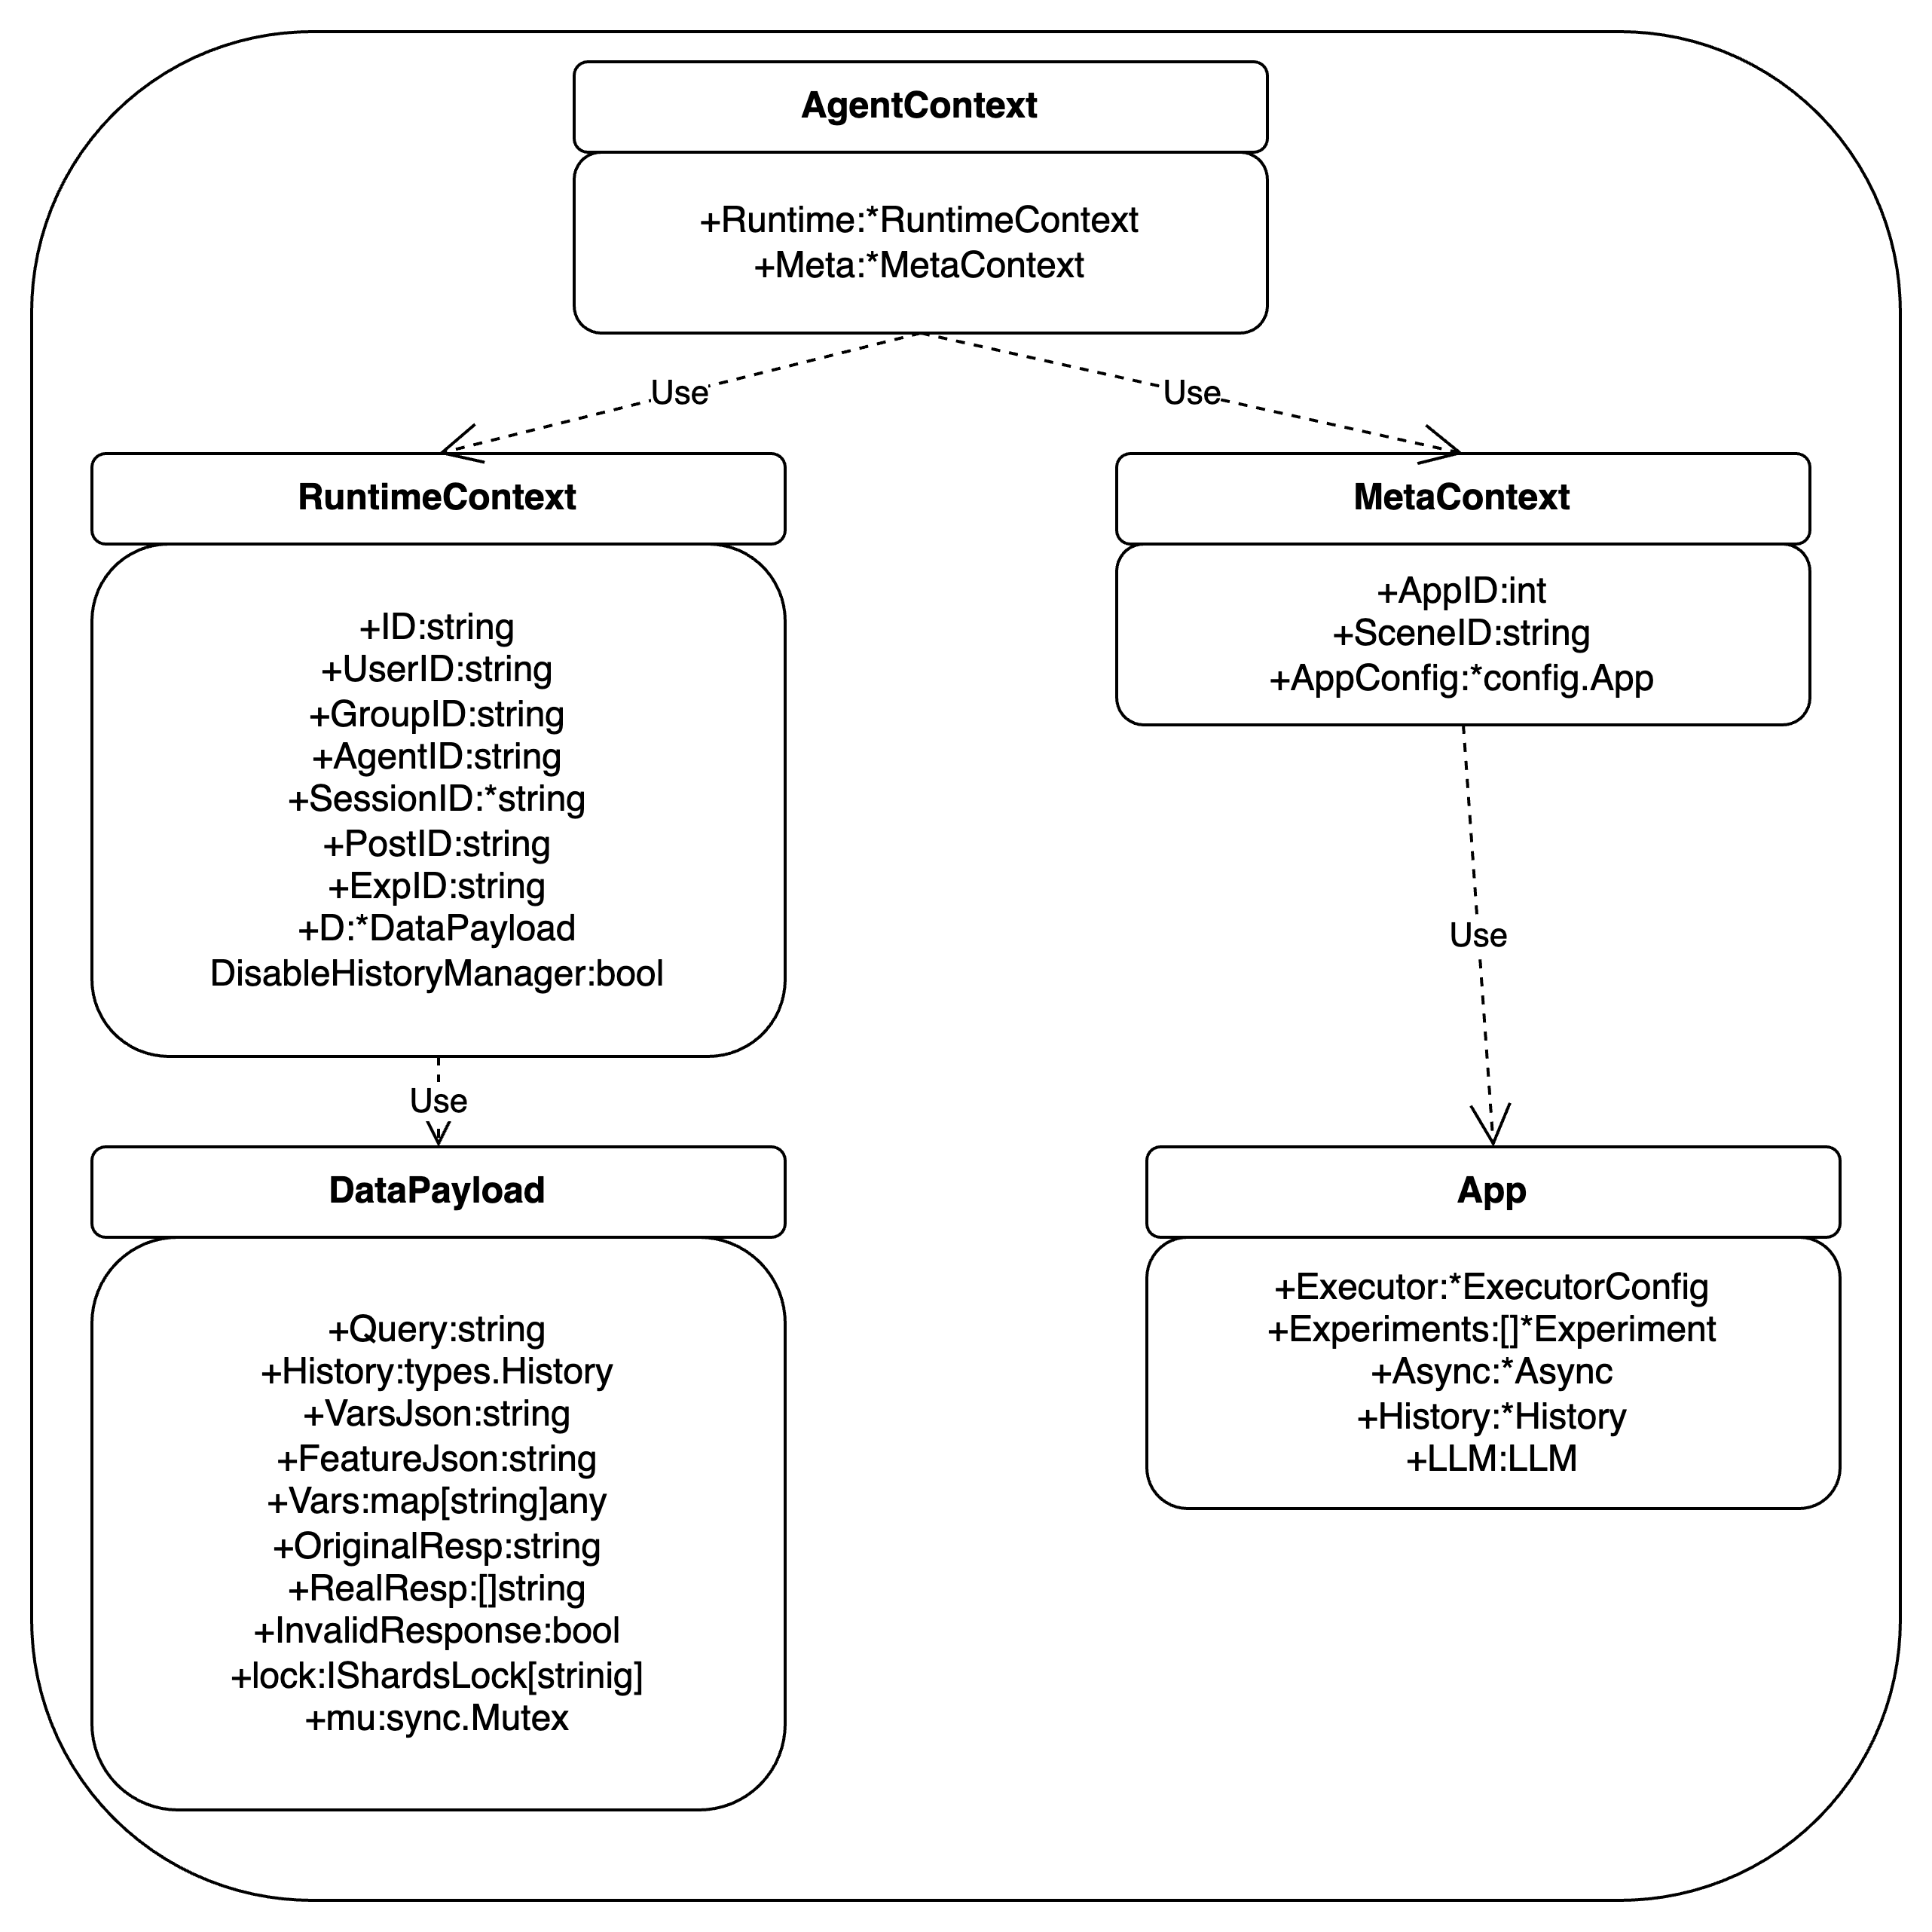 AgentContext
+Runtime:*RuntimeContext
+Meta:*MetaContext
Use
Use
RuntimeContext
+ID:string
+UserID:string
+GroupID:string
+AgentID:string
+SessionID:*string
+PostID:string
+ExpID:string
+D:*DataPayload
DisableHistoryManager:bool
MetaContext
+AppID:int
+SceneID:string
+AppConfig:*config.App
Use
Use
DataPayload
+Query:string
+History:types.History
+VarsJson:string
+FeatureJson:string
+Vars:map[string]any
+OriginalResp:string
+RealResp:[]string
+InvalidResponse:bool
+lock:IShardsLock[strinig]
+mu:sync.Mutex
App
+Executor:*ExecutorConfig
+Experiments:[]*Experiment
+Async:*Async
+History:*History
+LLM:LLM